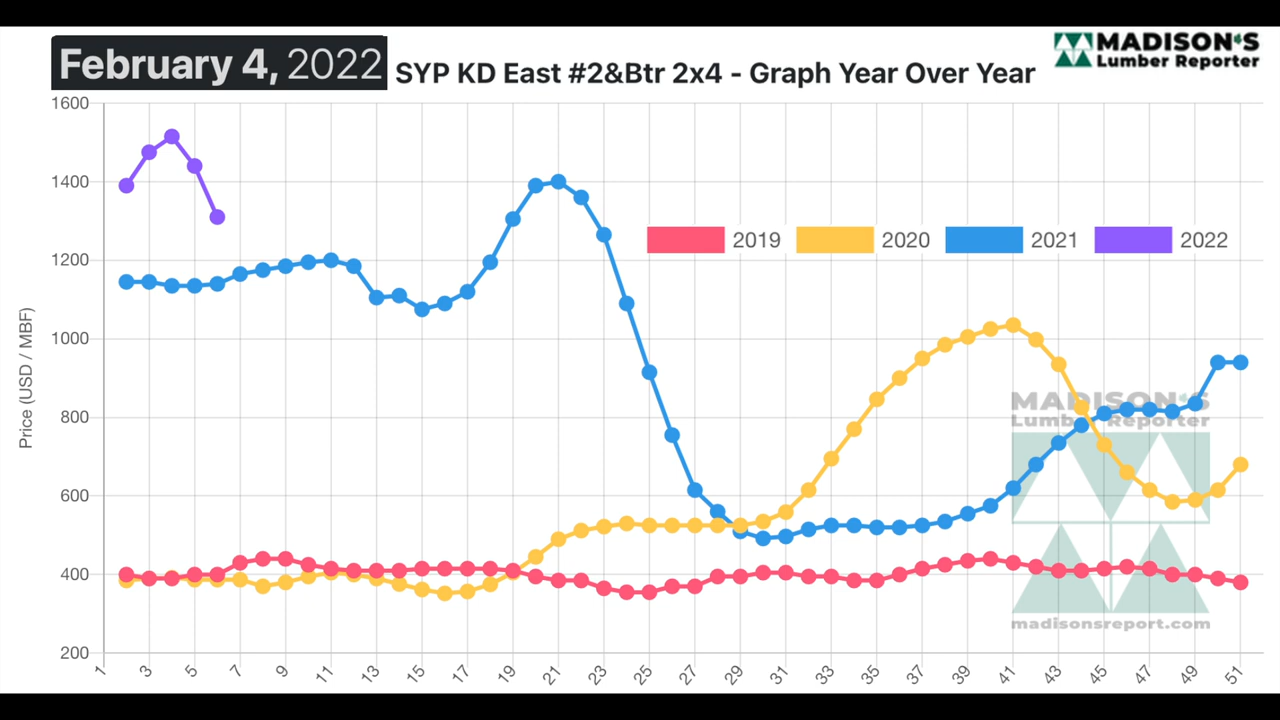 February 4, 2022 SYP KD East #2&Btr 2x4 - Graph Year Over Year
MADISON'S
Lumber Reporter
1600
1400
1200
1000
800
600
400
200
Price (USD / MBF)
2019 2020 2021 2022
MADISON'S
Lumber Reporter
madisonsreport.com
1 3 5 7 9 11 13 15 17 19 21 23 25 27 29 31 33 35 37 39 41 43 45 47 49 51